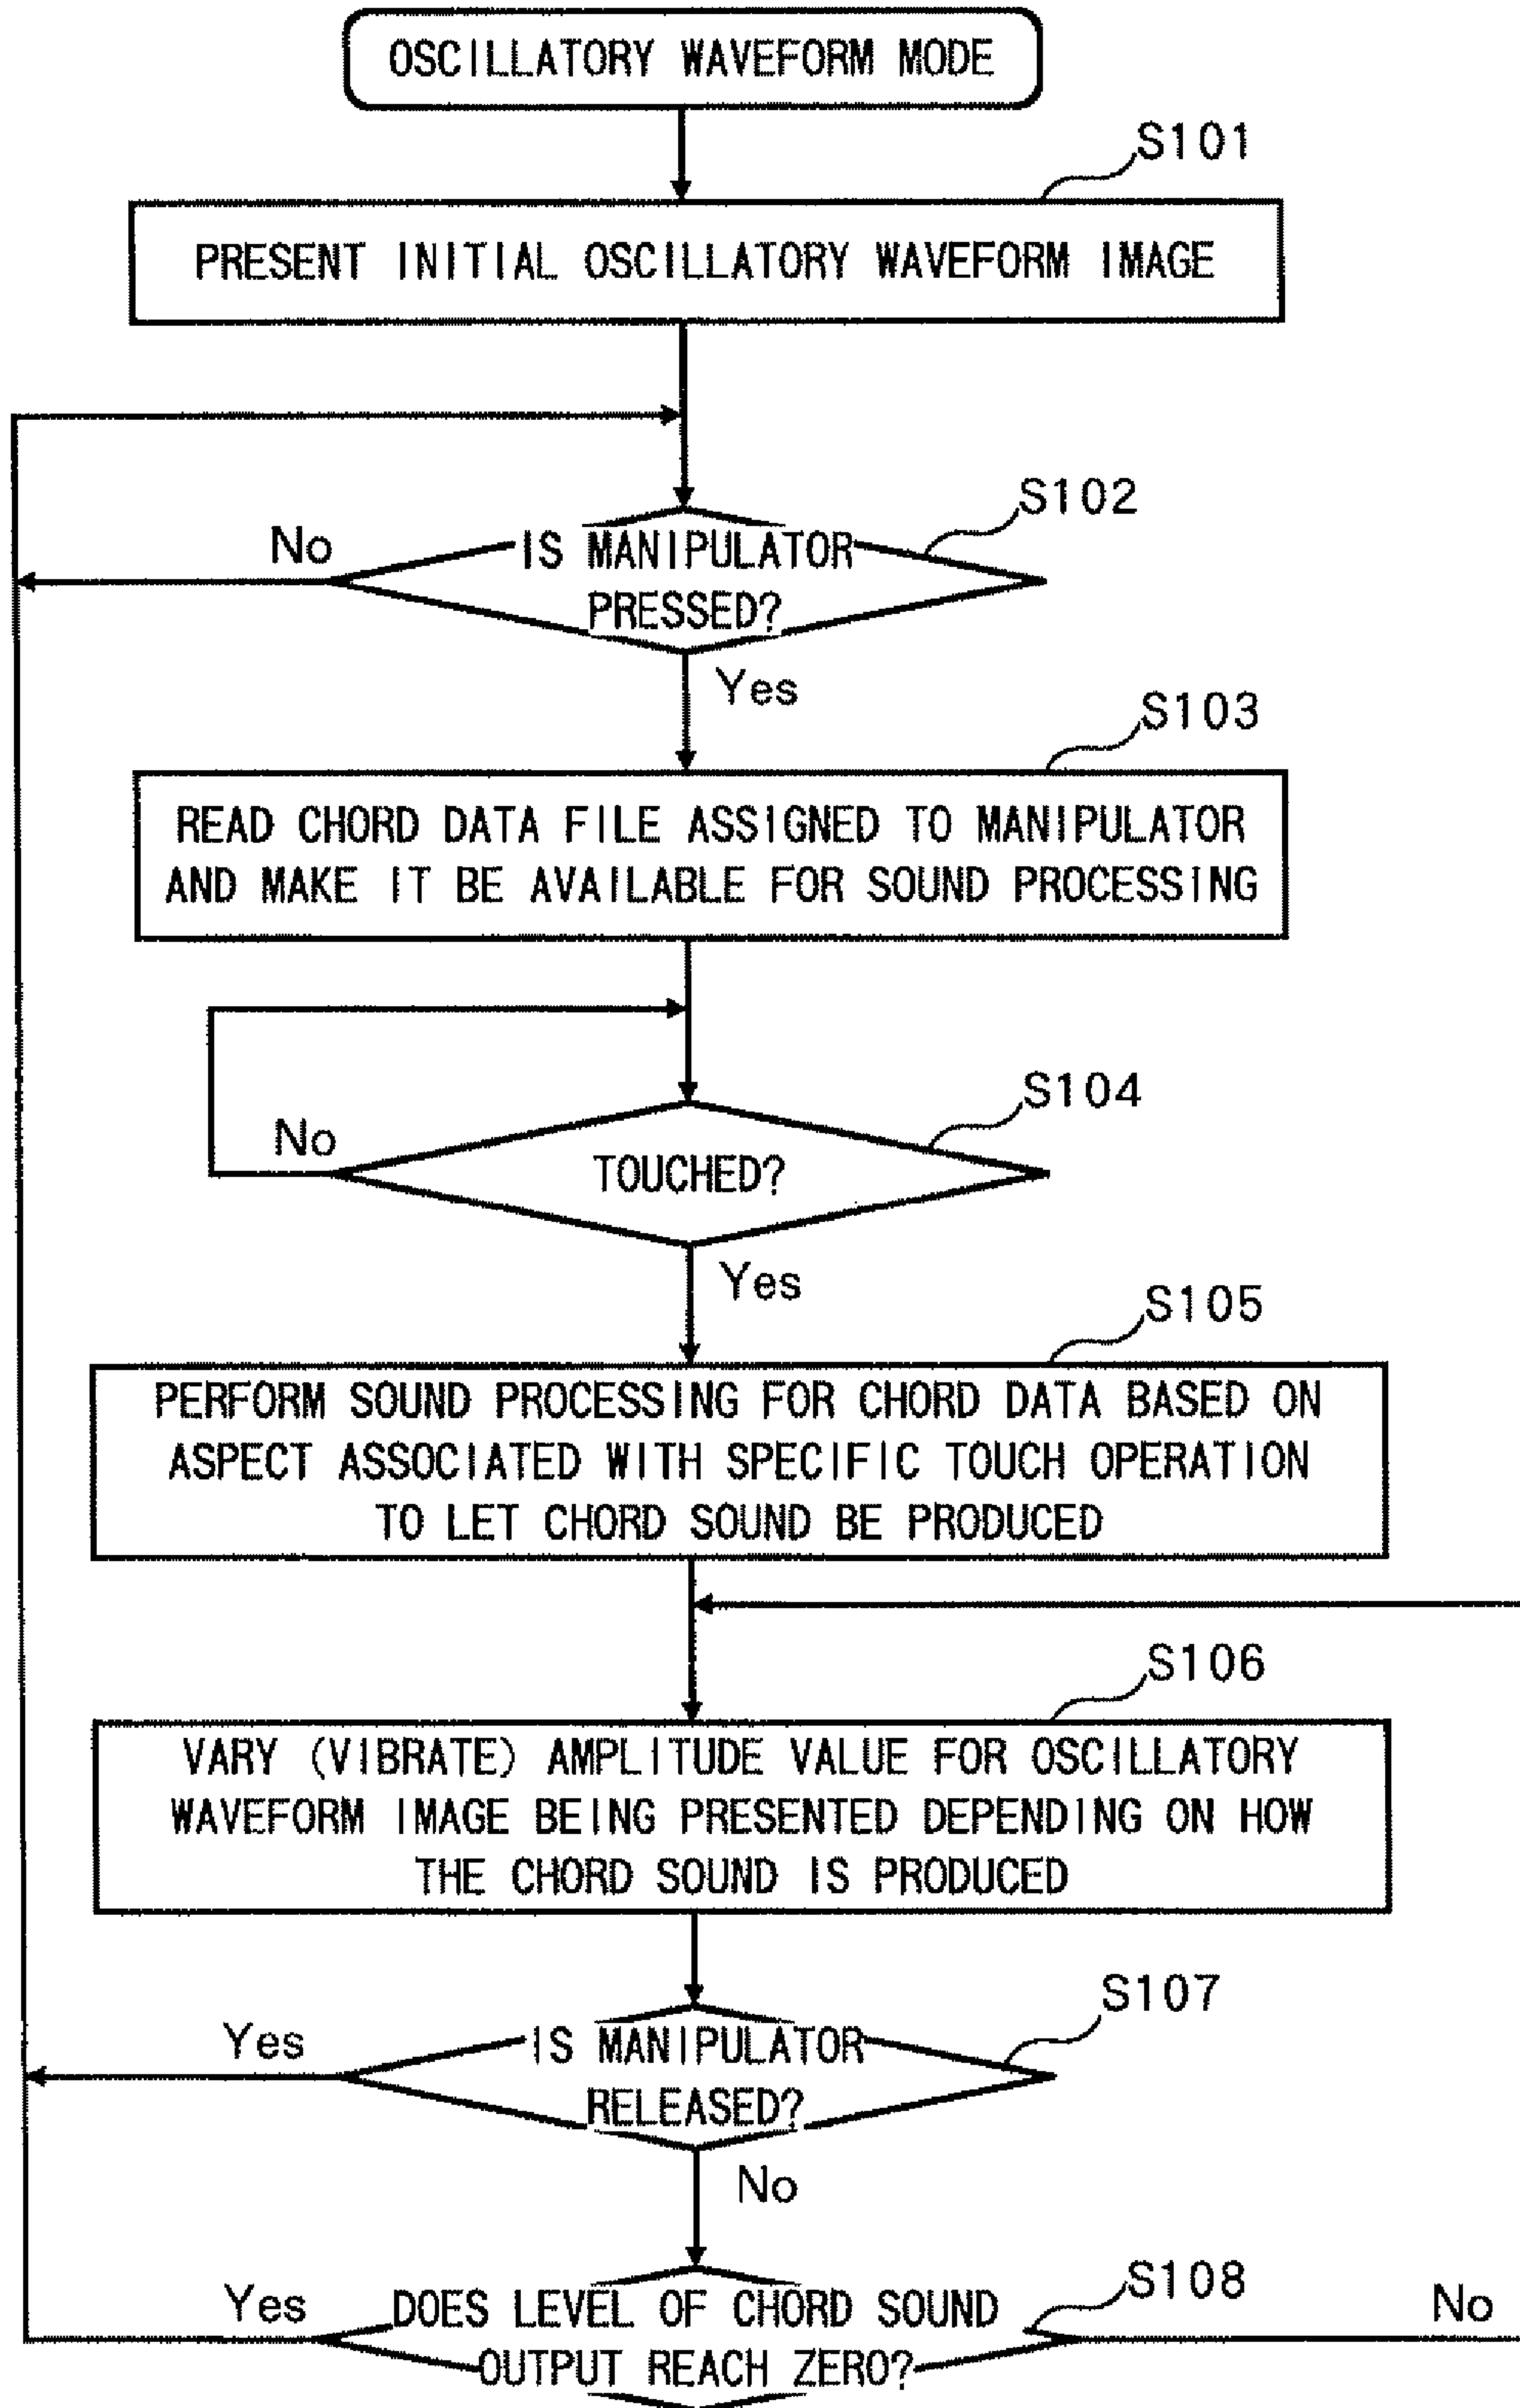 OSCILLATORY WAVEFORM MODE
S101
PRESENT INITIAL OSCILLATORY WAVEFORM IMAGE
S102
No
IS MANIPULATOR
PRESSED?
Yes
S103
READ CHORD DATA FILE ASSIGNED TO MANIPULATOR
AND MAKE IT BE AVAILABLE FOR SOUND PROCESSING
S104
No
TOUCHED?
Yes
S105
PERFORM SOUND PROCESSING FOR CHORD DATA BASED ON
ASPECT ASSOCIATED WITH SPECIFIC TOUCH OPERATION
TO LET CHORD SOUND BE PRODUCED
S106
VARY (VIBRATE) AMPLITUDE VALUE FOR OSCILLATORY
WAVEFORM IMAGE BEING PRESENTED DEPENDING ON HOW
THE CHORD SOUND IS PRODUCED
S107
Yes
IS MANIPULATOR
RELEASED?
No
S108
Yes
DOES LEVEL OF CHORD SOUND
OUTPUT REACH ZERO?
No